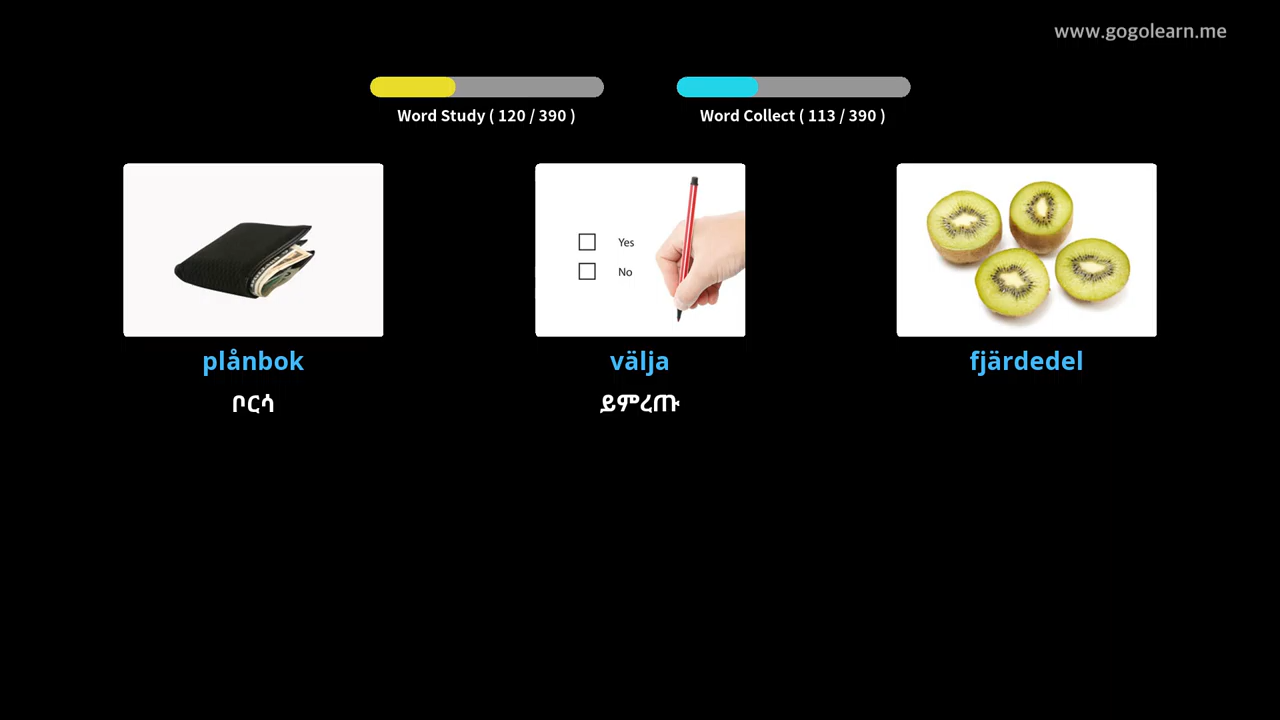 www.gogolearn.me
Word Study ( 120 / 390 )
Word Collect ( 113 / 390 )
Yes
No
plånbok
välja
fjärdedel
ቦርሳ
ይምረጡ